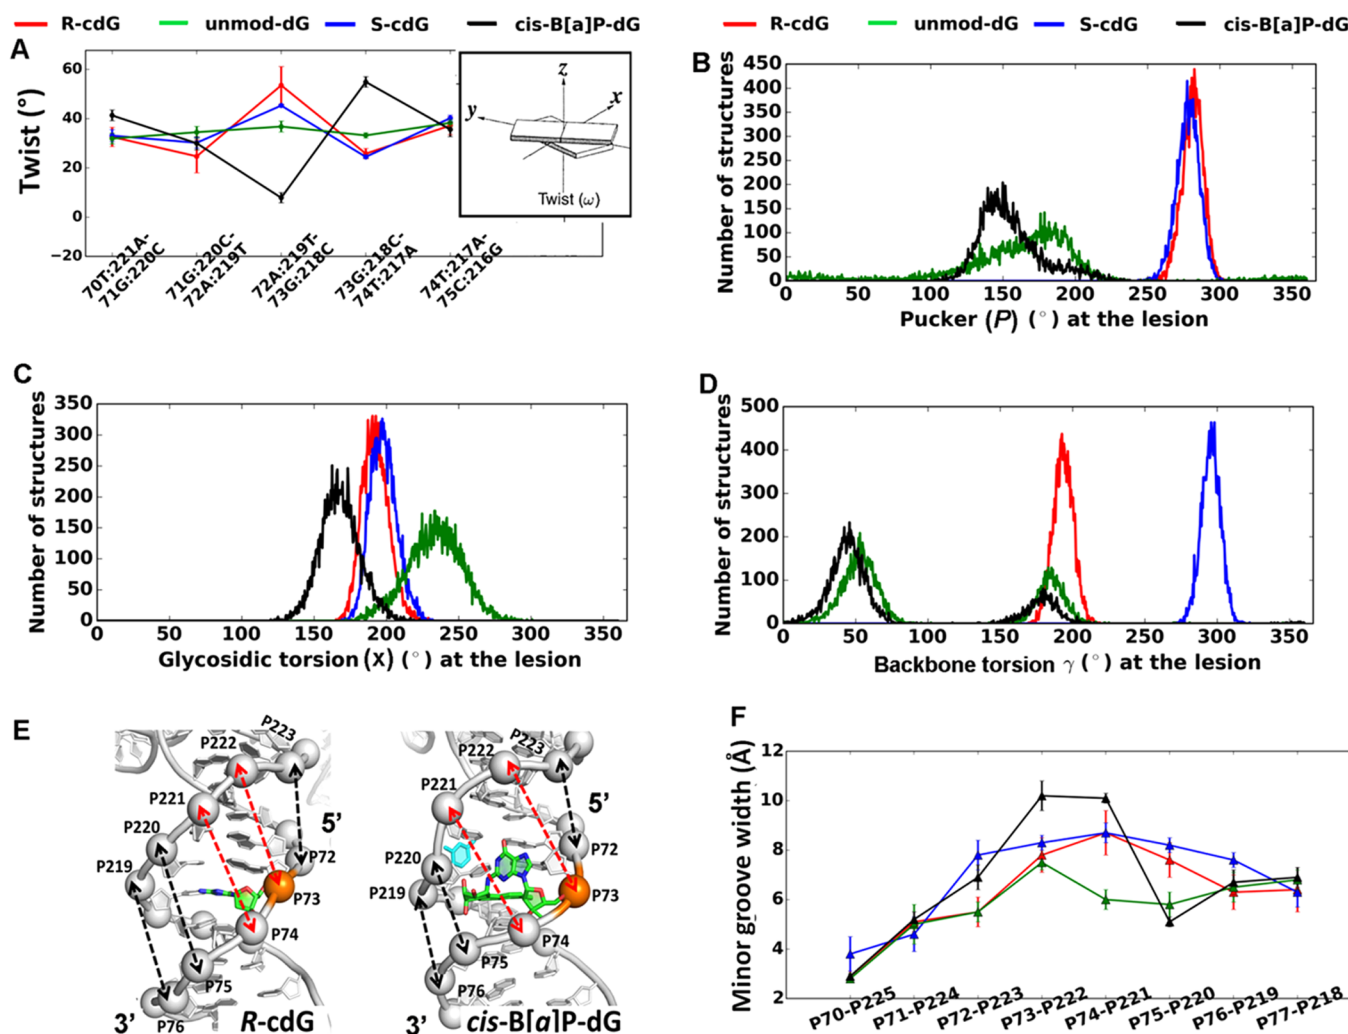 R-cdG unmod-dG S-cdG cis-B[a]P-dG
R-cdG unmod-dG S-cdG cis-B[a]P-dG
A
Twist (°)
60
40
20
0
−20
70T:221A-
71G:220C
71G:220C-
72A:219T
72A:219T-
73G:218C
73G:218C-
74T:217A
74T:217A-
75C:216G
z
y
x
Twist (ω)
B
Number of structures
450
400
350
300
250
200
150
100
50
0
0 50 100 150 200 250 300 350
Pucker (P) (°) at the lesion
C
Number of structures
350
300
250
200
150
100
50
0
0 50 100 150 200 250 300 350
Glycosidic torsion (X) (°) at the lesion
D
Number of structures
500
400
300
200
100
0
0 50 100 150 200 250 300 350
Backbone torsion γ (°) at the lesion
E
P223
P222
P221
P220
P219
5'
P72
P73
P74
P75
P76
3'
R-cdG
P222
P223
P221
P220
P219
5'
P72
P73
P74
P75
P76
3'
cis-B[a]P-dG
F
Minor groove width (Å)
12
10
8
6
4
2
P70-P225
P71-P224
P72-P223
P73-P222
P74-P221
P75-P220
P76-P219
P77-P218